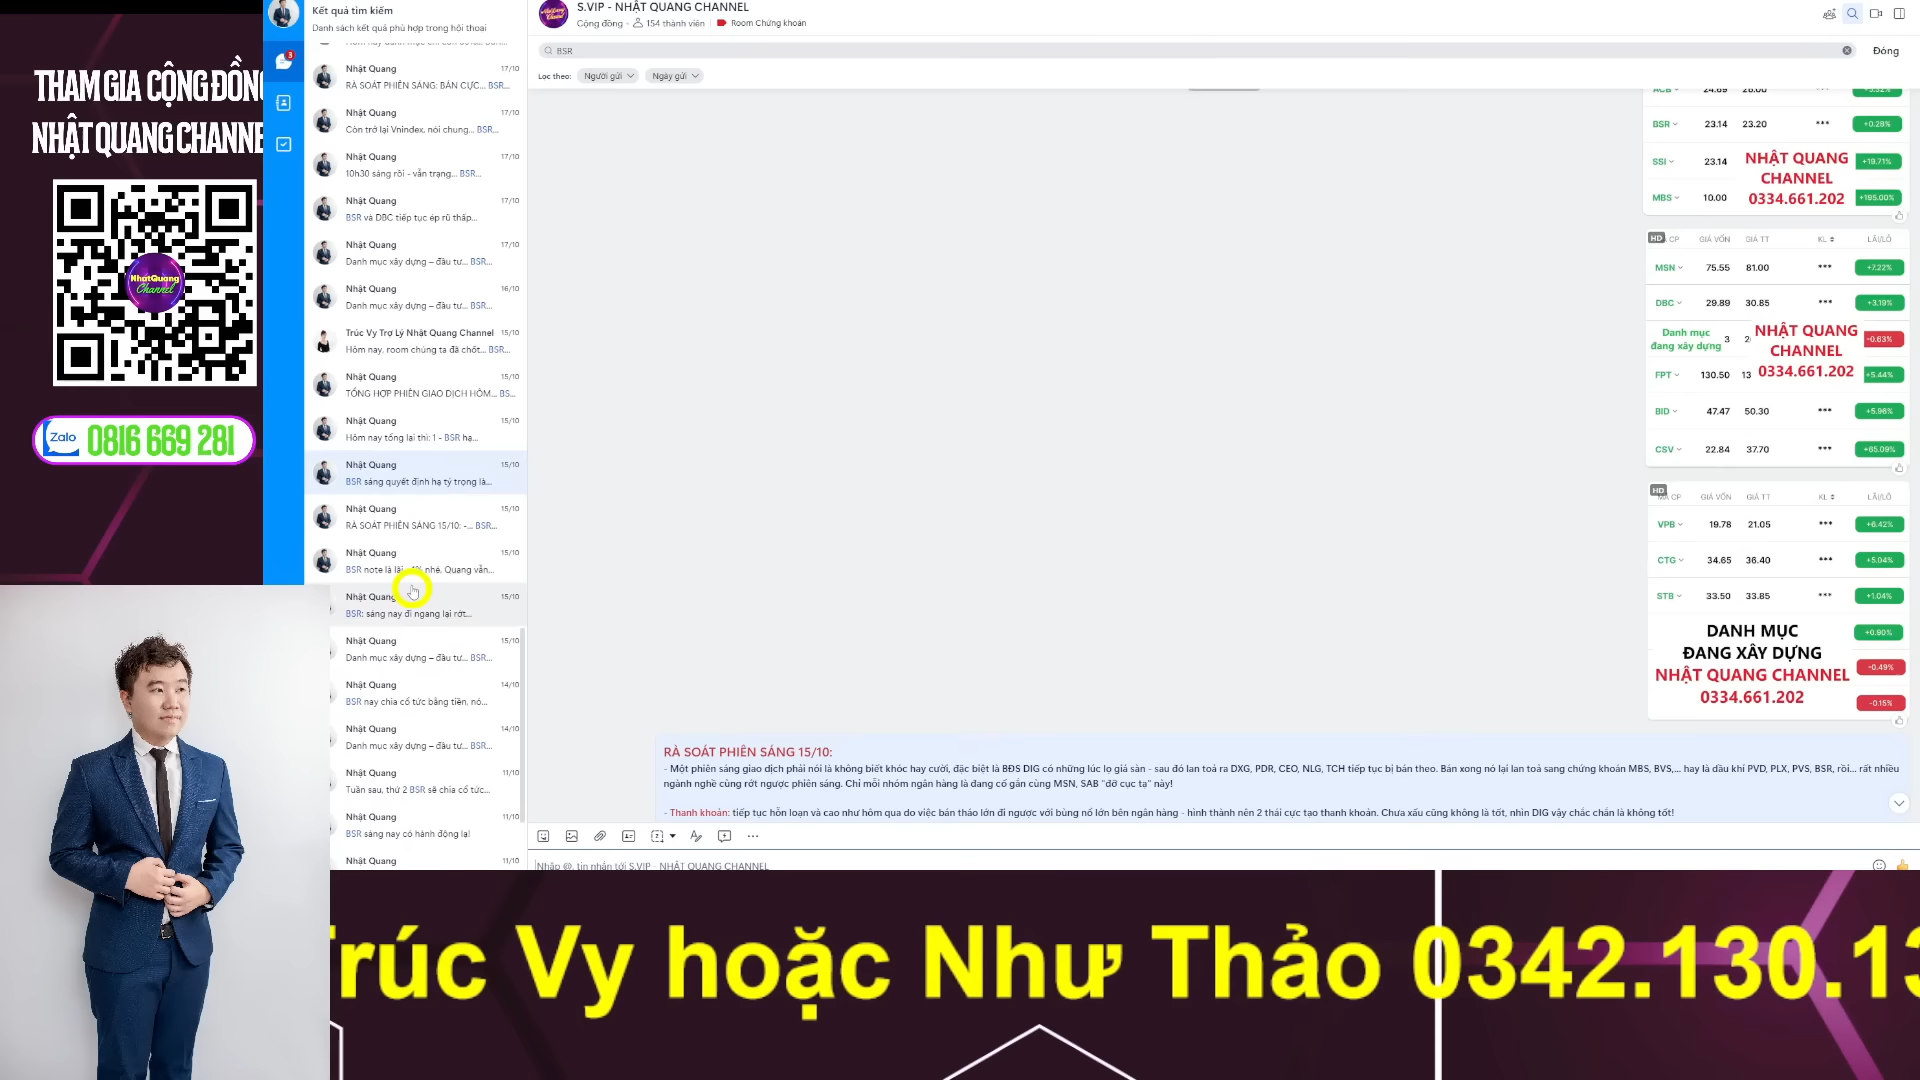 THAM GIA CỘNG ĐỒNG
NHẬT QUANG CHANNE
NhatQuang
Channel
Zalo 0816 669 281
3
Kết quả tìm kiếm
Danh sách kết quả phù hợp trong hội thoại
Nhật Quang 17/10
RÀ SOÁT PHIÊN SÁNG: BÁN CỰC... BSR...
Nhật Quang 17/10
Còn trở lại Vnindex, nói chung... BSR...
Nhật Quang 17/10
10h30 sáng rồi - vẫn trạng... BSR...
Nhật Quang 17/10
BSR và DBC tiếp tục ép rũ thấp...
Nhật Quang 17/10
Danh mục xây dựng – đầu tư... BSR...
Nhật Quang 16/10
Danh mục xây dựng – đầu tư... BSR...
Trúc Vy Trợ Lý Nhật Quang Channel 15/10
Hôm nay, room chúng ta đã chốt... BSR...
Nhật Quang 15/10
TỔNG HỢP PHIÊN GIAO DỊCH HÔM... BS...
Nhật Quang 15/10
Hôm nay tổng lại thì: 1 - BSR hạ...
Nhật Quang 15/10
BSR sáng quyết định hạ tỷ trọng là...
Nhật Quang 15/10
RÀ SOÁT PHIÊN SÁNG 15/10: -... BSR...
Nhật Quang 15/10
BSR note là lãi 1% nhé, Quang vẫn...
Nhật Quang 15/10
BSR: sáng nay đi ngang lại rớt...
Nhật Quang 15/10
Danh mục xây dựng – đầu tư... BSR...
Nhật Quang 14/10
BSR nay chia cổ tức bằng tiền, nó...
Nhật Quang 14/10
Danh mục xây dựng – đầu tư... BSR...
Nhật Quang 11/10
Tuần sau, thứ 2 BSR sẽ chia cổ tức...
Nhật Quang 11/10
BSR sáng nay có hành động lạ!
Nhật Quang 11/10
S.VIP - NHẬT QUANG CHANNEL
Cộng đồng - 154 thành viên | Room Chứng khoán
BSR
Đóng
Lọc theo: Người gửi Ngày gửi
ACB 24.69 26.00 ***
BSR 23.14 23.20 *** +0.28%
SSI 23.14 +19.71%
MBS 10.00 +195.00%
NHẬT QUANG
CHANNEL
0334.661.202
HD CP GIÁ VỐN GIÁ TT KL LÃI/LỖ
MSN 75.55 81.00 *** +7.22%
DBC 29.89 30.85 *** +3.19%
Danh mục
đang xây dựng 3 2 -0.63%
NHẬT QUANG
CHANNEL
0334.661.202
FPT 130.50 13 +5.44%
BID 47.47 50.30 *** +5.96%
CSV 22.84 37.70 *** +65.09%
HD
MÃ CP GIÁ VỐN GIÁ TT KL LÃI/LỖ
VPB 19.78 21.05 *** +6.42%
CTG 34.65 36.40 *** +5.04%
STB 33.50 33.85 *** +1.04%
+0.90%
-0.49%
-0.15%
DANH MỤC
ĐANG XÂY DỰNG
NHẬT QUANG CHANNEL
0334.661.202
RÀ SOÁT PHIÊN SÁNG 15/10:
- Một phiên sáng giao dịch phải nói là không biết khóc hay cười, đặc biệt là BĐS DIG có những lúc lọ giá sàn - sau đó lan toả ra DXG, PDR, CEO, NLG, TCH tiếp tục bị bán theo. Bán xong nó lại lan toả sang chứng khoán MBS, BVS,... hay là dầu khí PVD, PLX, PVS, BSR, rồi... rất nhiều
ngành nghề cùng rớt ngược phiên sáng. Chỉ mỗi nhóm ngân hàng là đang cố gắn cùng MSN, SAB "đỡ cục tạ" này!
- Thanh khoản: tiếp tục hỗn loạn và cao như hôm qua do việc bán tháo lớn đi ngược với bùng nổ lớn bên ngân hàng - hình thành nên 2 thái cực tạo thanh khoản. Chưa xấu cũng không là tốt, nhìn DIG vậy chắc chắn là không tốt!
Nhập @, tin nhắn tới S.VIP - NHẬT QUANG CHANNEL
rúc Vy hoặc Như Thảo 0342.130.13